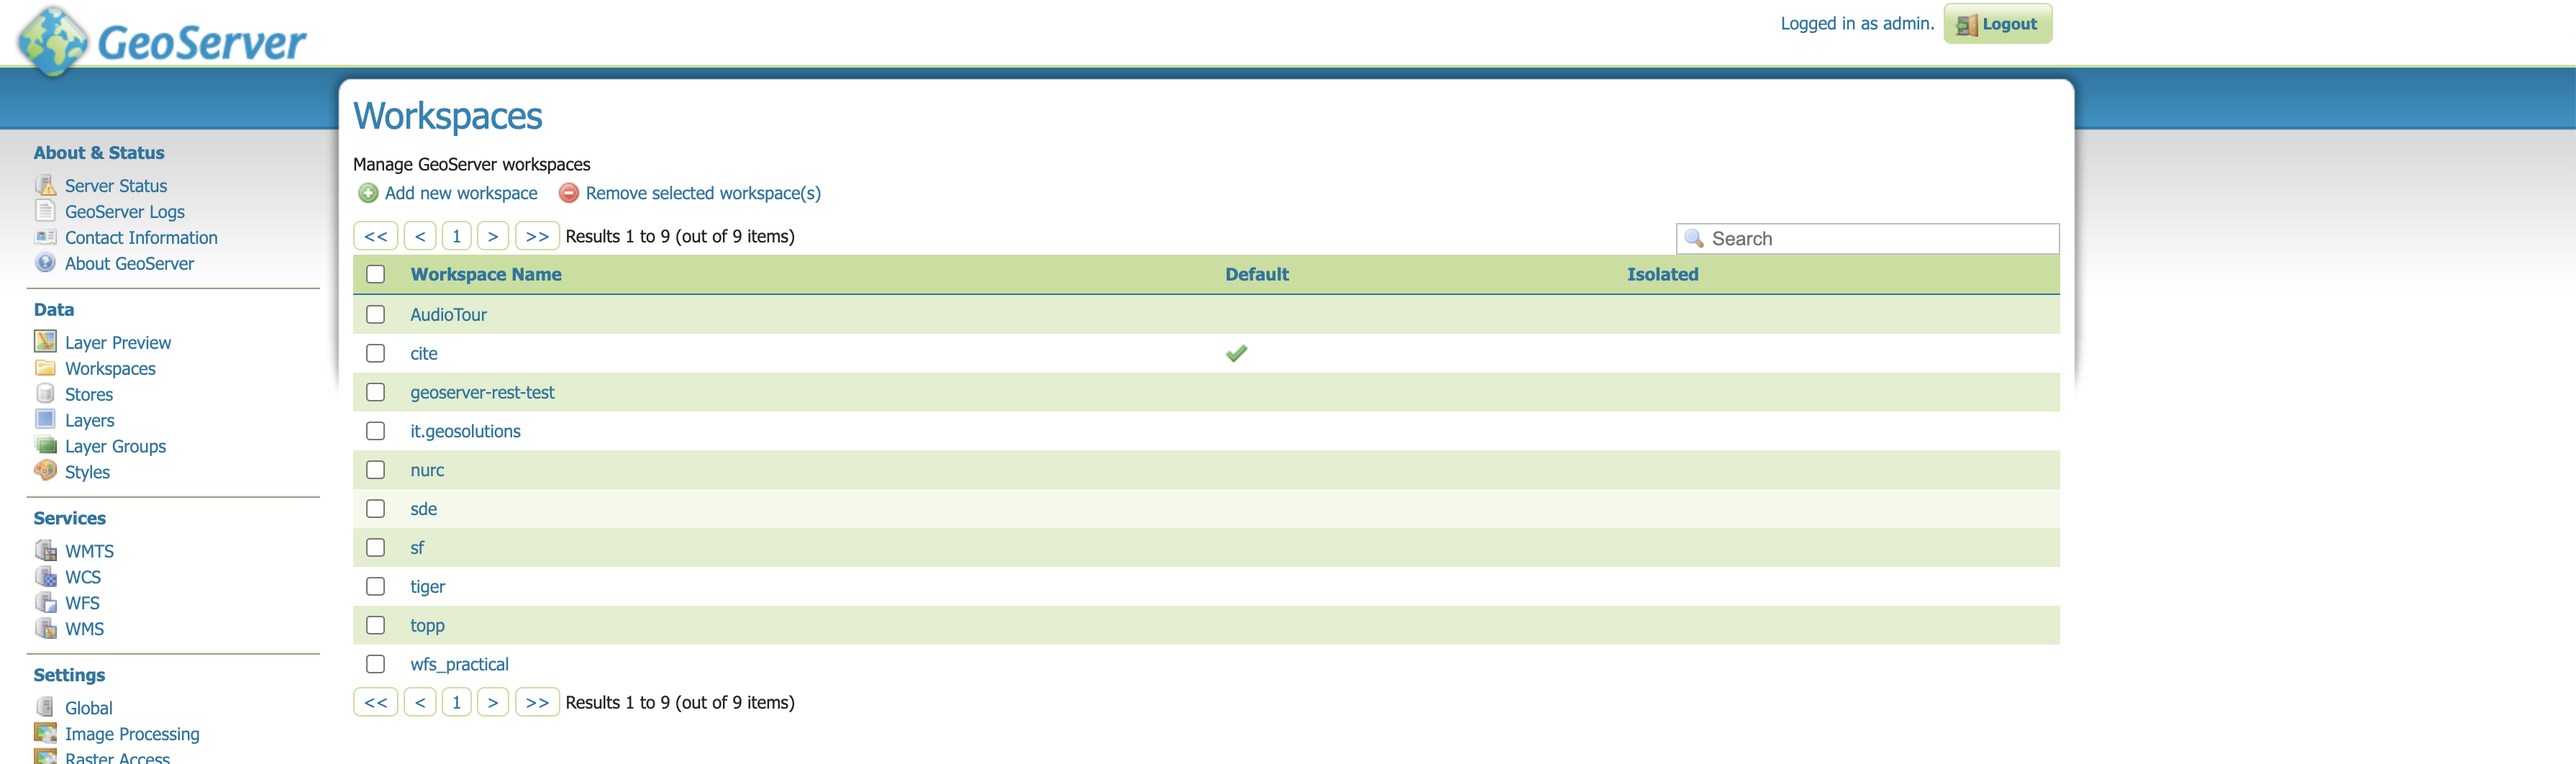 GeoServer
Logged in as admin. Logout
Workspaces
Manage GeoServer workspaces
Add new workspace Remove selected workspace(s)
<< < 1 > >> Results 1 to 9 (out of 9 items) Search
Workspace Name Default Isolated
AudioTour
cite
geoserver-rest-test
it.geosolutions
nurc
sde
sf
tiger
topp
wfs_practical
<< < 1 > >> Results 1 to 9 (out of 9 items)
About & Status
Server Status
GeoServer Logs
Contact Information
About GeoServer
Data
Layer Preview
Workspaces
Stores
Layers
Layer Groups
Styles
Services
WMTS
WCS
WFS
WMS
Settings
Global
Image Processing
Raster Access